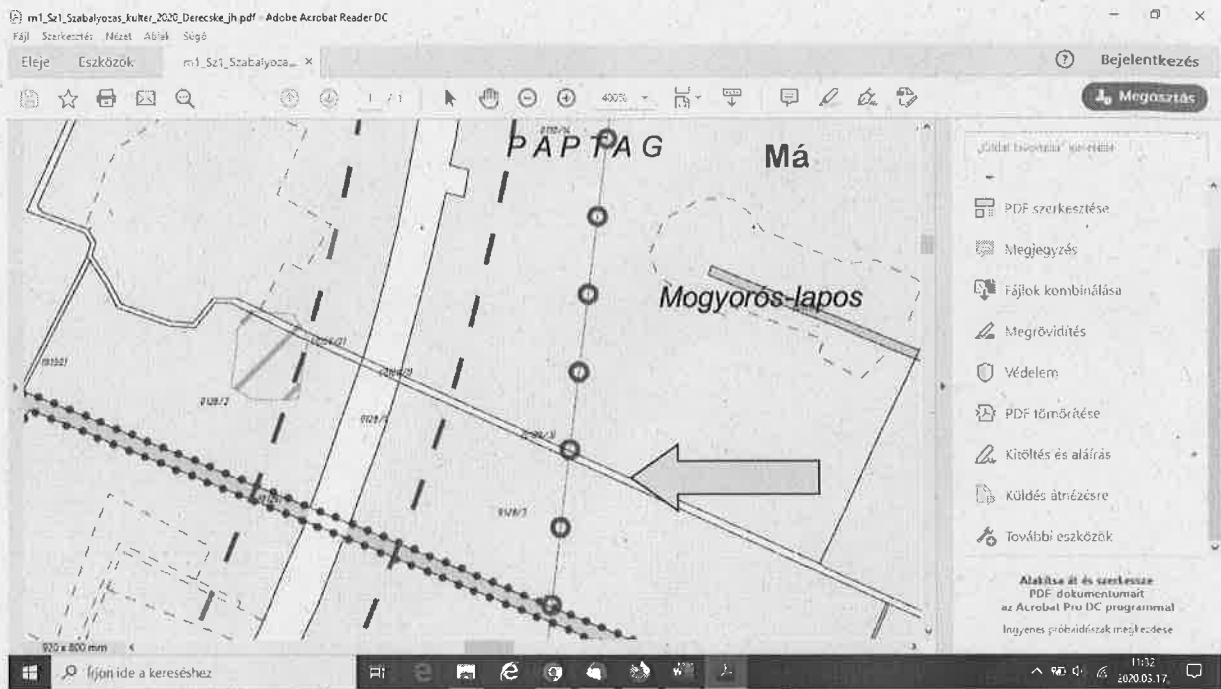 m1_Sz1_Szabalyozas_kulter_2020_Derecske_jh.pdf - Adobe Acrobat Reader DC
Fájl Szerkesztés Nézet Ablak Súgó
Eleje Eszközök m1_Sz1_Szabalyoza... ×
Bejelentkezés
1 / 1
400%
Megosztás
PAPTAG
Má
Mogyorós-lapos
0128/2
PDF szerkesztése
Megjegyzés
Fájlok kombinálása
Megrövidítés
Védelem
PDF tömörítése
Kitöltés és aláírás
Küldés átnézésre
További eszközök
Alakítsa át és szerkessze
PDF dokumentumait
az Acrobat Pro DC programmal
Ingyenes próbaidőszak megkezdése
920 x 800 mm
Írjon ide a kereséshez
11:32
2020.03.17.